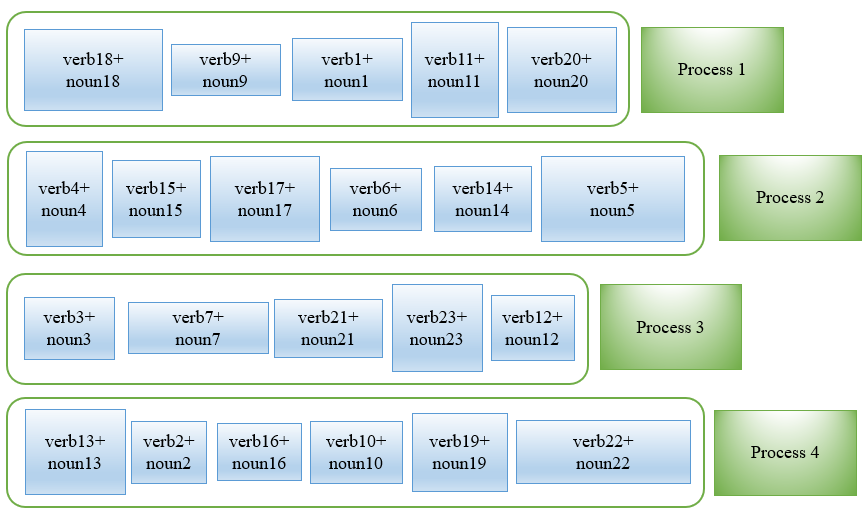 verb18+
noun18
verb9+
noun9
verb1+
noun1
verb11+
noun11
verb20+
noun20
Process 1
verb4+
noun4
verb15+
noun15
verb17+
noun17
verb6+
noun6
verb14+
noun14
verb5+
noun5
Process 2
verb3+
noun3
verb7+
noun7
verb21+
noun21
verb23+
noun23
verb12+
noun12
Process 3
verb13+
noun13
verb2+
noun2
verb16+
noun16
verb10+
noun10
verb19+
noun19
verb22+
noun22
Process 4